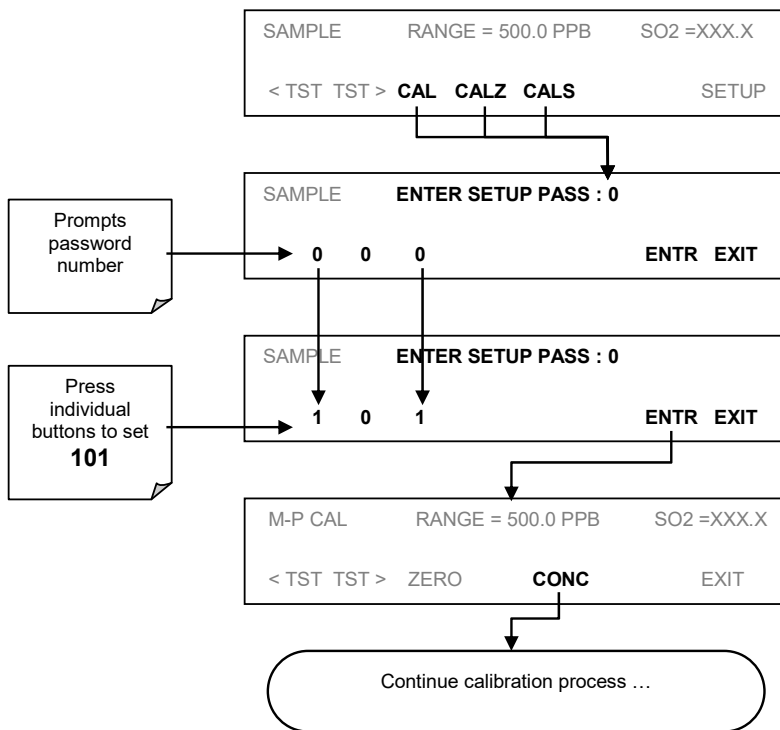 SAMPLE RANGE = 500.0 PPB SO2 =XXX.X
< TST TST > CAL CALZ CALS SETUP
SAMPLE ENTER SETUP PASS : 0
Prompts
password
number
0 0 0 ENTR EXIT
SAMPLE ENTER SETUP PASS : 0
Press
individual
buttons to set
101
1 0 1 ENTR EXIT
M-P CAL RANGE = 500.0 PPB SO2 =XXX.X
< TST TST > ZERO CONC EXIT
Continue calibration process …